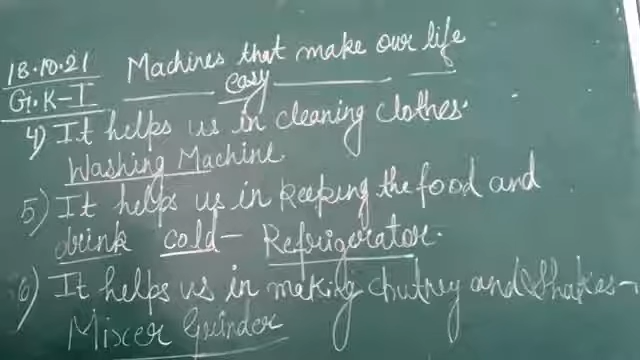 18.10.21 Machines that make our life
G.K-I easy
4) It helps us in cleaning clothes.
Washing Machine.
5) It helps us in keeping the food and
drink cold- Refrigerator.
6) It helps us in making chutney and Shakes-
Mixer Grinder